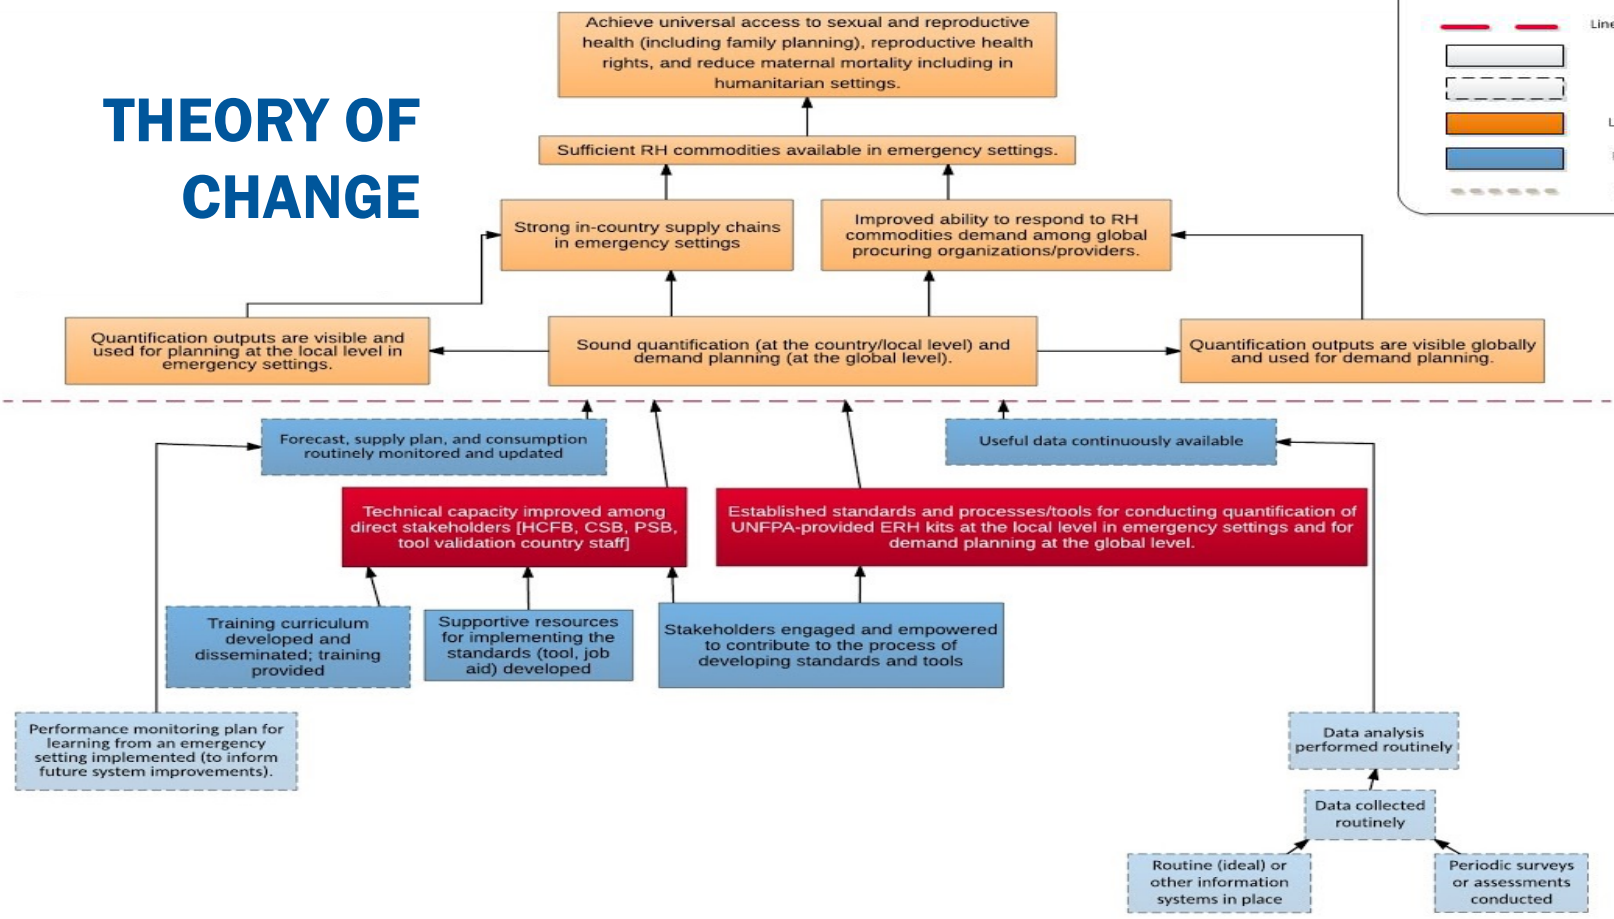 Achieve universal access to sexual and reproductive
health (including family planning), reproductive health
rights, and reduce maternal mortality including in
humanitarian settings.
THEORY OF
CHANGE
Line
Sufficient RH commodities available in emergency settings.
Strong in-country supply chains
in emergency settings
Improved ability to respond to RH
commodities demand among global
procuring organizations/providers.
Quantification outputs are visible and
used for planning at the local level in
emergency settings.
Sound quantification (at the country/local level) and
demand planning (at the global level).
Quantification outputs are visible globally
and used for demand planning.
Forecast, supply plan, and consumption
routinely monitored and updated
Useful data continuously available
Technical capacity improved among
direct stakeholders [HCFB, CSB, PSB,
tool validation country staff]
Established standards and processes/tools for conducting quantification of
UNFPA-provided ERH kits at the local level in emergency settings and for
demand planning at the global level.
Training curriculum
developed and
disseminated; training
provided
Supportive resources
for implementing the
standards (tool, job
aid) developed
Stakeholders engaged and empowered
to contribute to the process of
developing standards and tools
Performance monitoring plan for
learning from an emergency
setting implemented (to inform
future system improvements).
Data analysis
performed routinely
Data collected
routinely
Routine (ideal) or
other information
systems in place
Periodic surveys
or assessments
conducted